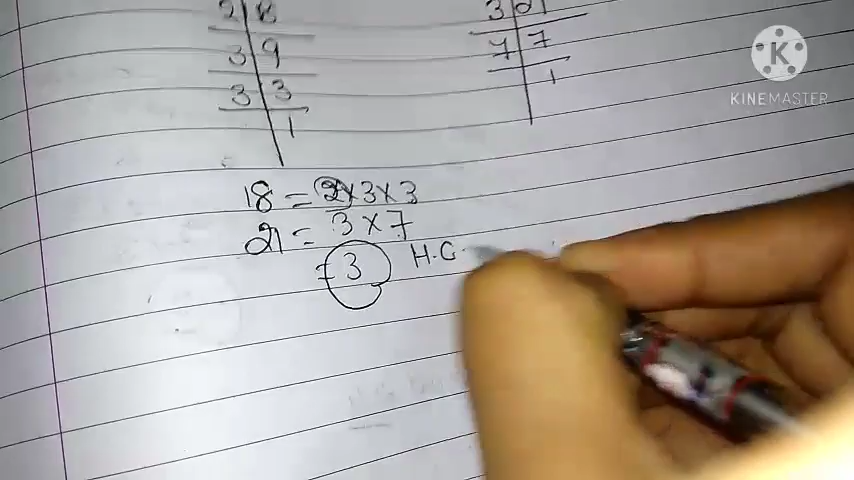 2 18
3 9
3 3
1
3 21
7 7
1
18 = 2×3×3
21 = 3×7
= 3 H.C.
K
KINEMASTER